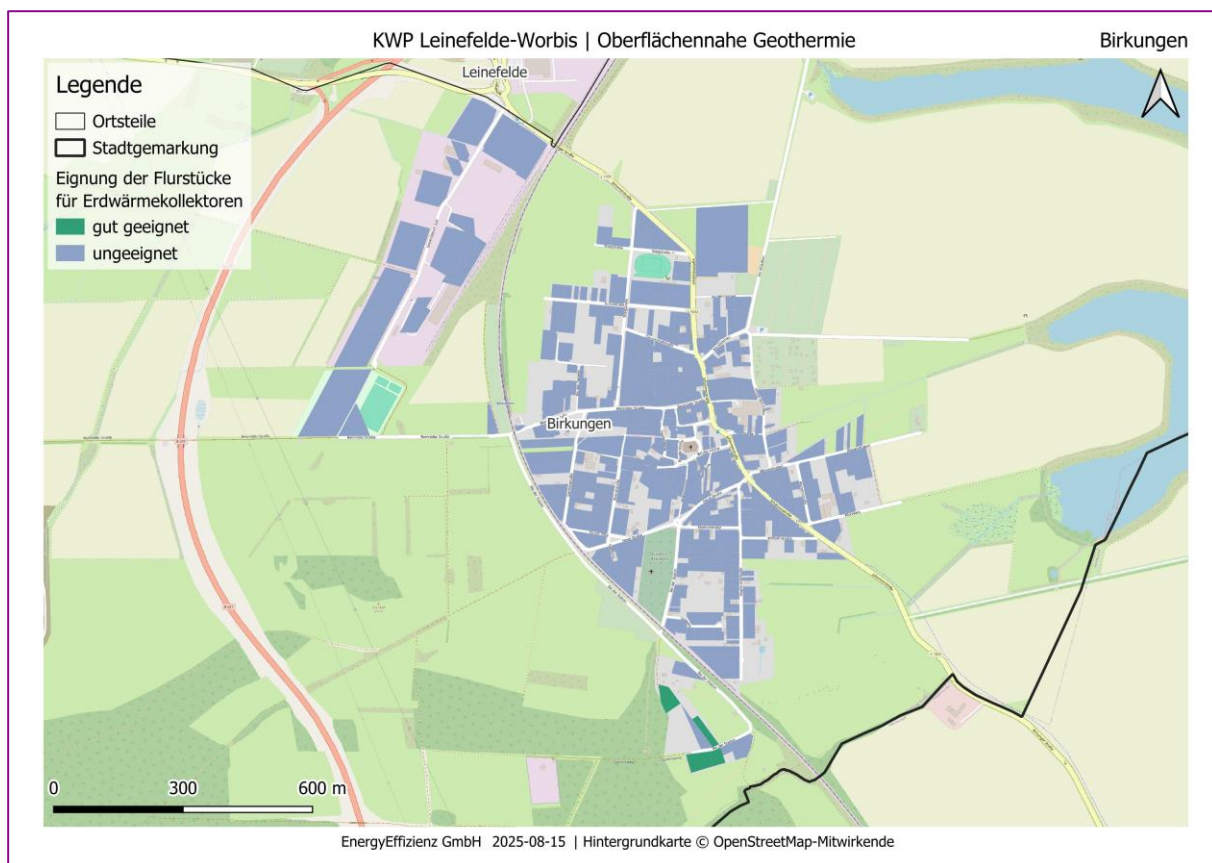 KWP Leinefelde-Worbis | Oberflächennahe Geothermie
Birkungen
Legende
Ortsteile
Stadtgemarkung
Eignung der Flurstücke
für Erdwärmekollektoren
gut geeignet
ungeeignet
Leinefelde
Birkungen
0 300 600 m
EnergyEffizienz GmbH 2025-08-15 | Hintergrundkarte © OpenStreetMap-Mitwirkende